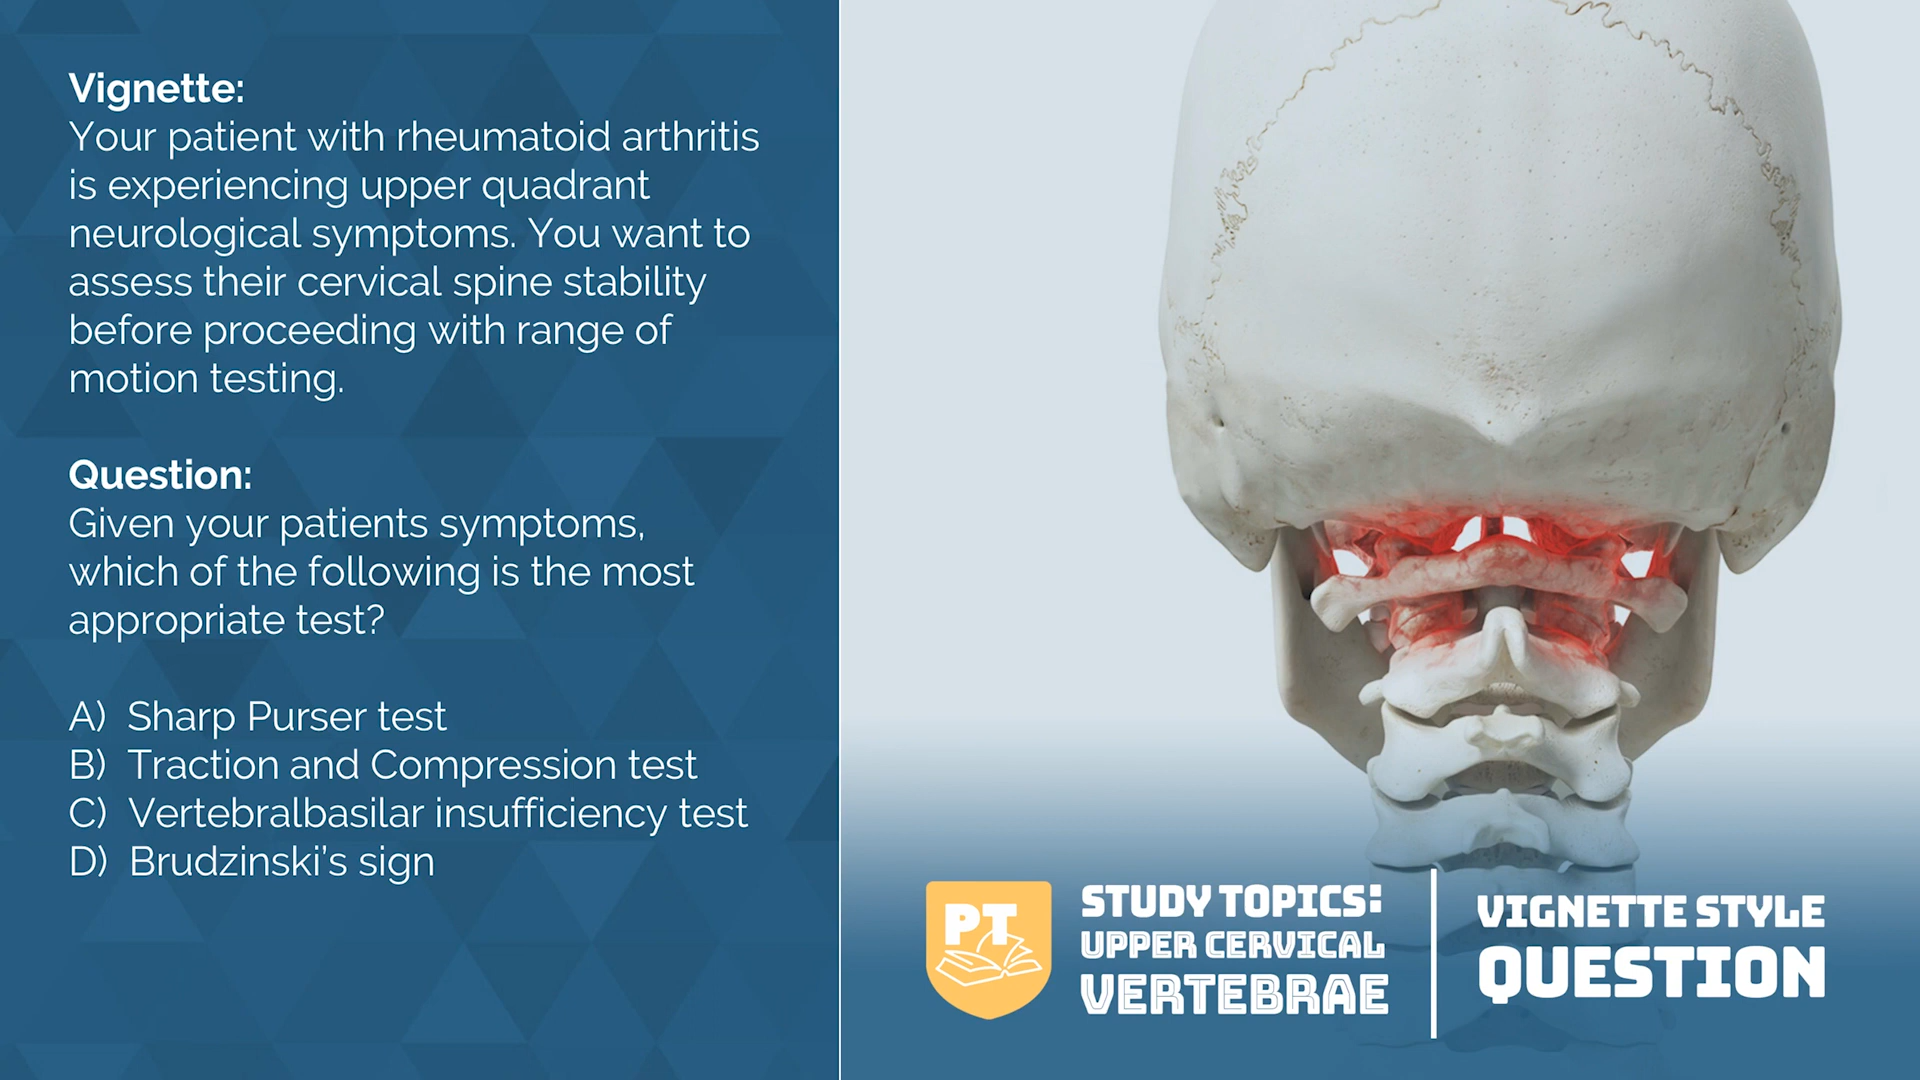 Vignette:
Your patient with rheumatoid arthritis
is experiencing upper quadrant
neurological symptoms. You want to
assess their cervical spine stability
before proceeding with range of
motion testing.
Question:
Given your patients symptoms,
which of the following is the most
appropriate test?
A) Sharp Purser test
B) Traction and Compression test
C) Vertebralbasilar insufficiency test
D) Brudzinski's sign
PT
STUDY TOPICS:
UPPER CERVICAL
VERTEBRAE
VIGNETTE STYLE
QUESTION